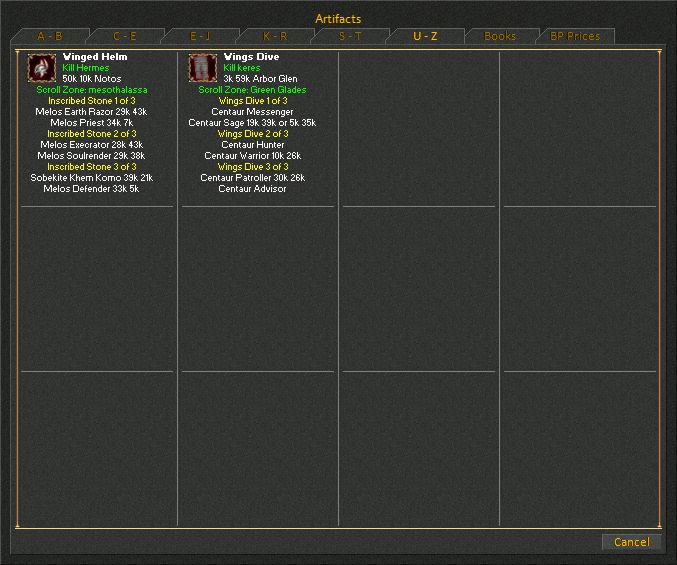 Artifacts
A - B
C - E
E - J
K - R
S - T
U - Z
Books
BP Prices
Winged Helm
Kill Hermes
50k 10k Notos
Scroll Zone: mesothalassa
Inscribed Stone 1 of 3
Melos Earth Razor 29k 43k
Melos Priest 34k 7k
Inscribed Stone 2 of 3
Melos Execrator 28k 43k
Melos Soulrender 29k 38k
Inscribed Stone 3 of 3
Sobekite Khem Komo 39k 21k
Melos Defender 33k 5k
Wings Dive
Kill keres
3k 59k Arbor Glen
Scroll Zone: Green Glades
Wings Dive 1 of 3
Centaur Messenger
Centaur Sage 19k 39k or 5k 35k
Wings Dive 2 of 3
Centaur Hunter
Centaur Warrior 10k 26k
Wings Dive 3 of 3
Centaur Patroller 30k 26k
Centaur Advisor
Cancel